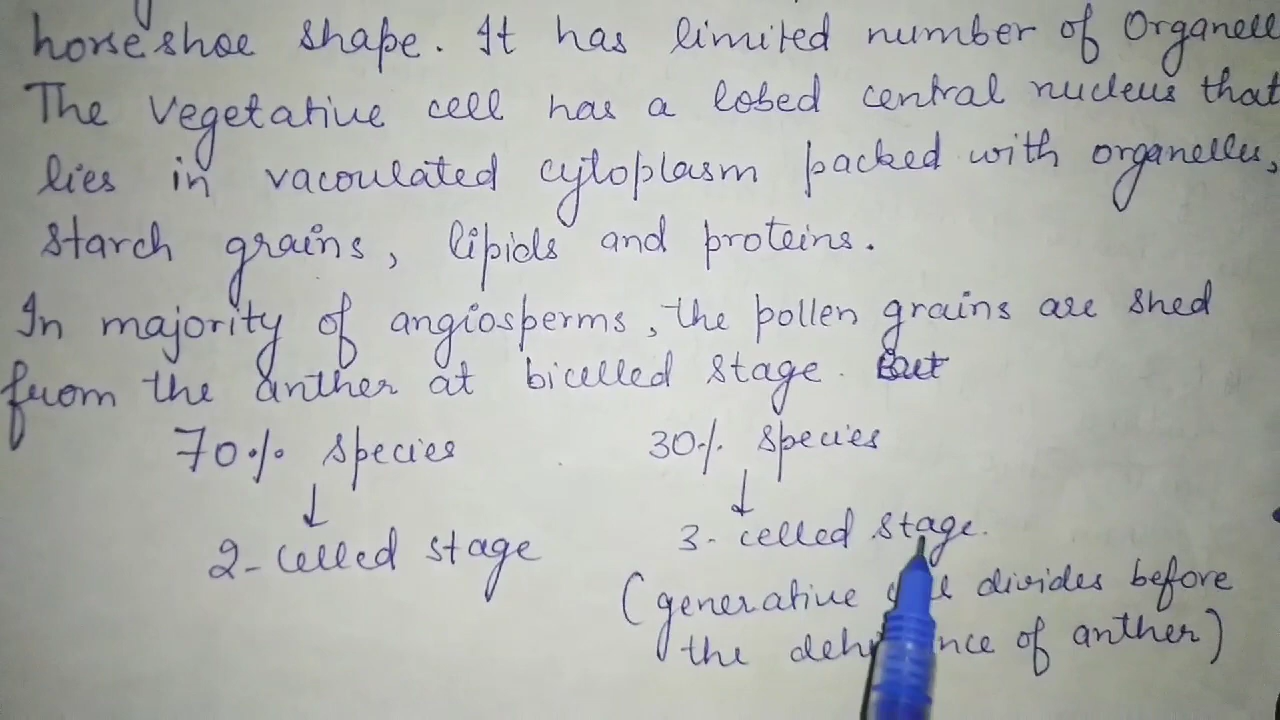 horse shoe shape. It has limited number of Organell
The vegetative cell has a lobed central nucleus that
lies in vacoulated cytoplasm packed with organelles,
starch grains, lipids and proteins.
In majority of angiosperms, the pollen grains are shed
from the anther at bicelled stage. But
70% species 30% species
↓ ↓
2-celled stage 3-celled stage.
(generative divides before
the of anther)